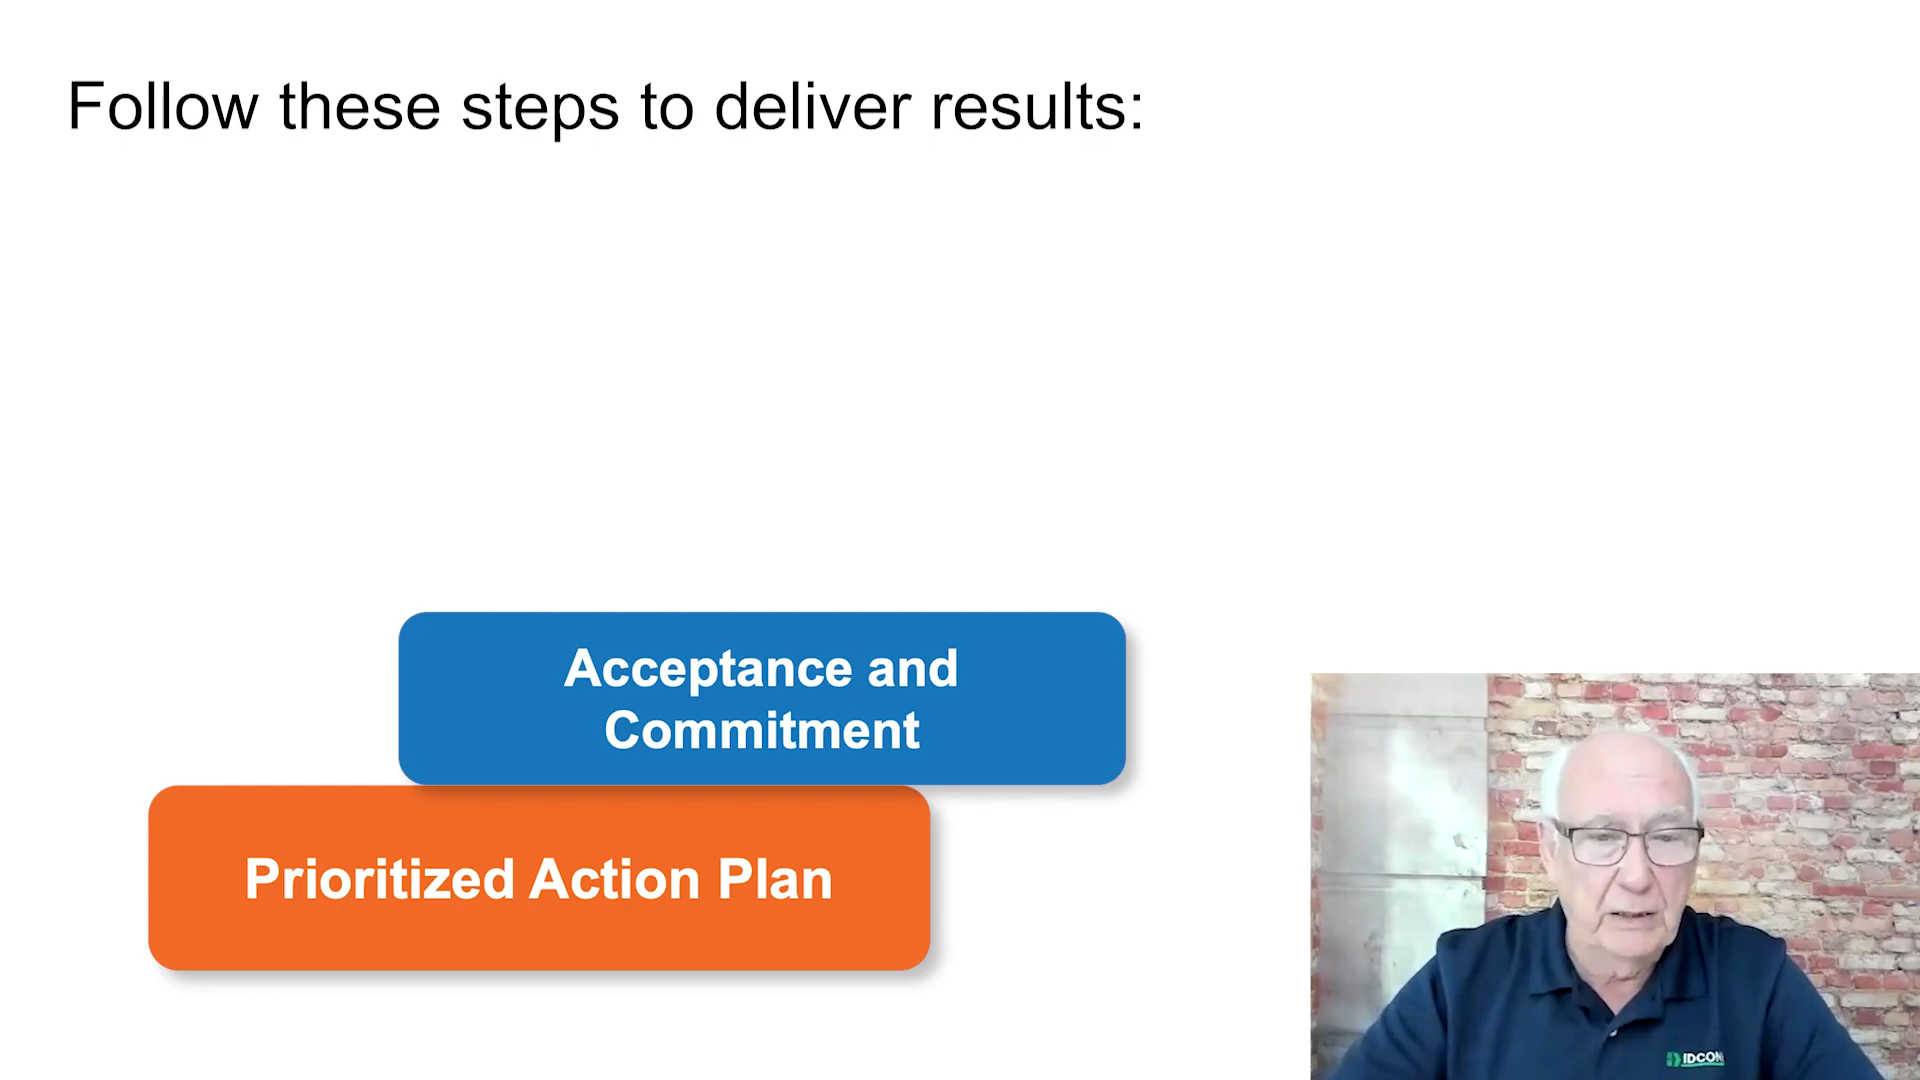 Follow these steps to deliver results:
Acceptance and
Commitment
Prioritized Action Plan
IDCON